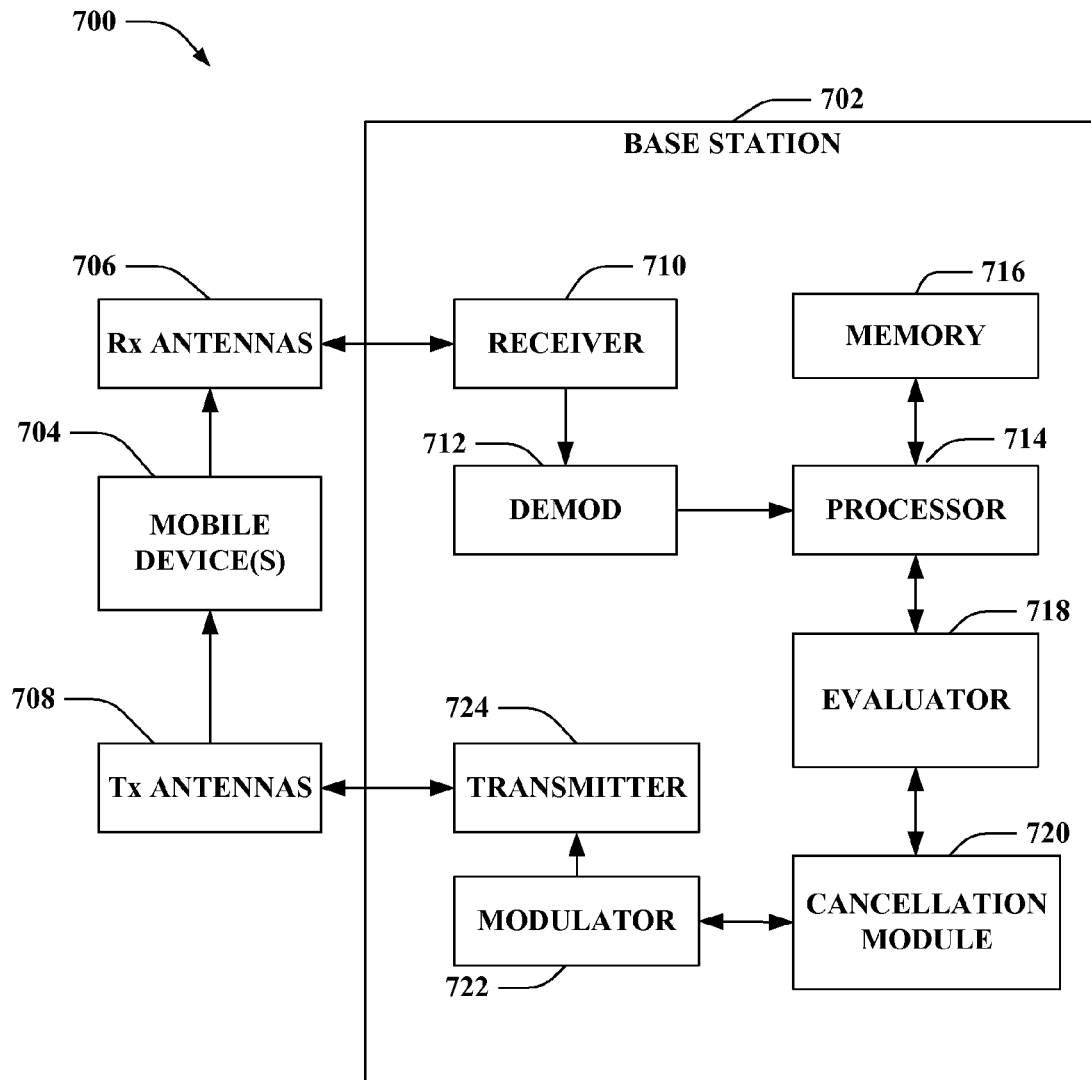 700
702
BASE STATION
706
710
716
Rx ANTENNAS
RECEIVER
MEMORY
704
712
714
MOBILE
DEVICE(S)
DEMOD
PROCESSOR
718
708
724
EVALUATOR
Tx ANTENNAS
TRANSMITTER
720
MODULATOR
CANCELLATION
MODULE
722